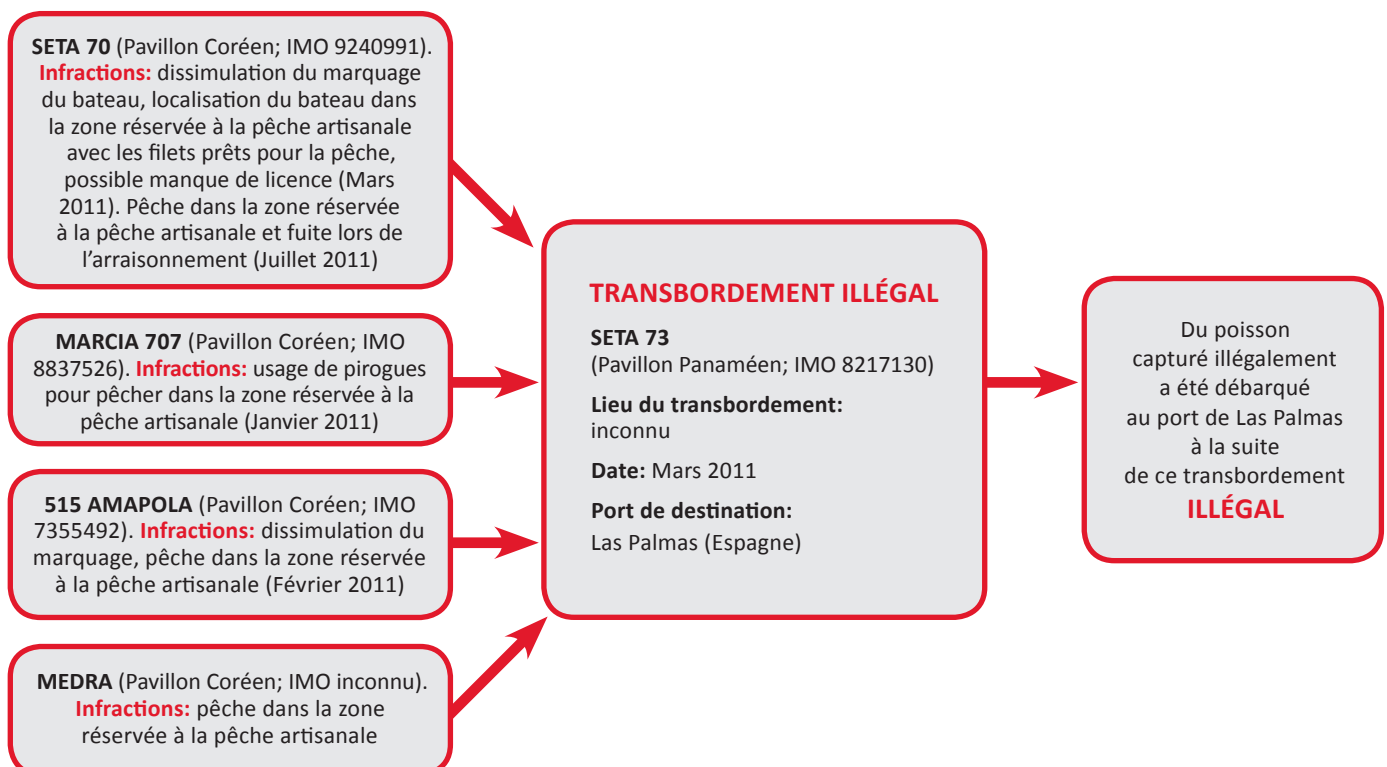 SETA 70 (Pavillon Coréen; IMO 9240991).
Infractions: dissimulation du marquage
du bateau, localisation du bateau dans
la zone réservée à la pêche artisanale
avec les filets prêts pour la pêche,
possible manque de licence (Mars
2011). Pêche dans la zone réservée
à la pêche artisanale et fuite lors de
l'arraisonnement (Juillet 2011)
MARCIA 707 (Pavillon Coréen; IMO
8837526). Infractions: usage de pirogues
pour pêcher dans la zone réservée à la
pêche artisanale (Janvier 2011)
515 AMAPOLA (Pavillon Coréen; IMO
7355492). Infractions: dissimulation du
marquage, pêche dans la zone réservée
à la pêche artisanale (Février 2011)
MEDRA (Pavillon Coréen; IMO inconnu).
Infractions: pêche dans la zone
réservée à la pêche artisanale
TRANSBORDEMENT ILLÉGAL
SETA 73
(Pavillon Panaméen; IMO 8217130)
Lieu du transbordement:
inconnu
Date: Mars 2011
Port de destination:
Las Palmas (Espagne)
Du poisson
capturé illégalement
a été débarqué
au port de Las Palmas
à la suite
de ce transbordement
ILLÉGAL